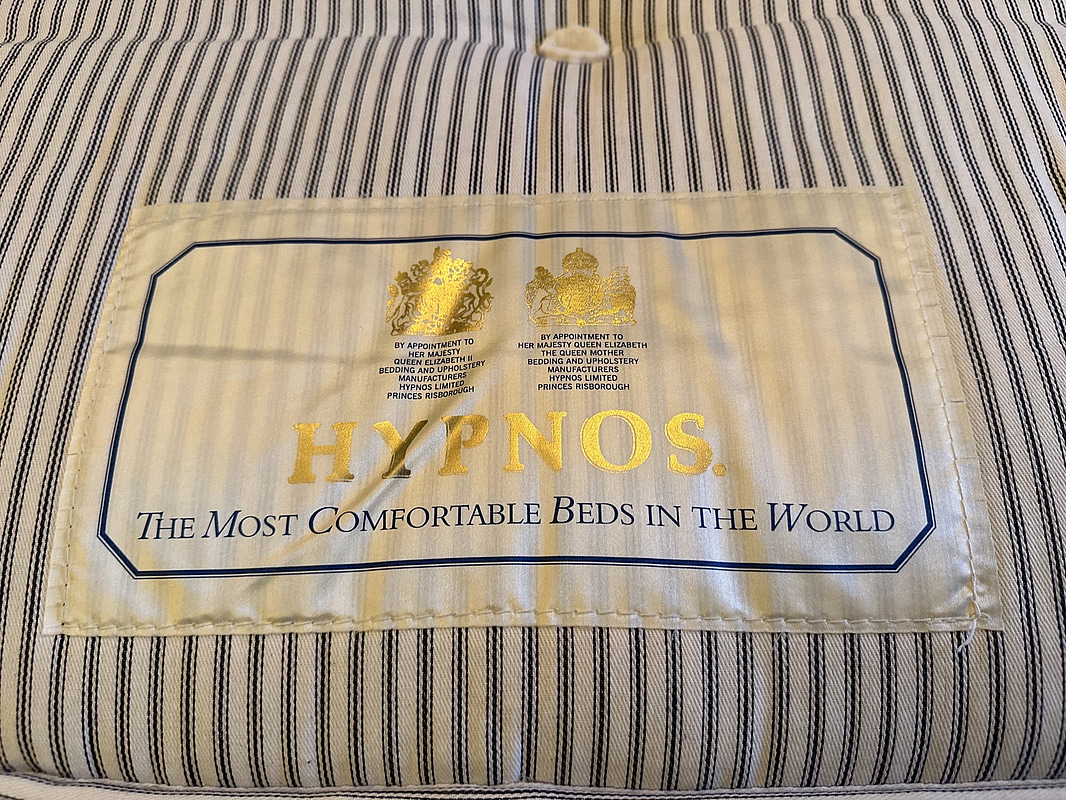 BY APPOINTMENT TO
HER MAJESTY
QUEEN ELIZABETH II
BEDDING AND UPHOLSTERY
MANUFACTURERS
HYPNOS LIMITED
PRINCES RISBOROUGH
BY APPOINTMENT TO
HER MAJESTY QUEEN ELIZABETH
THE QUEEN MOTHER
BEDDING AND UPHOLSTERY
MANUFACTURERS
HYPNOS LIMITED
PRINCES RISBOROUGH
HYPNOS.
THE MOST COMFORTABLE BEDS IN THE WORLD